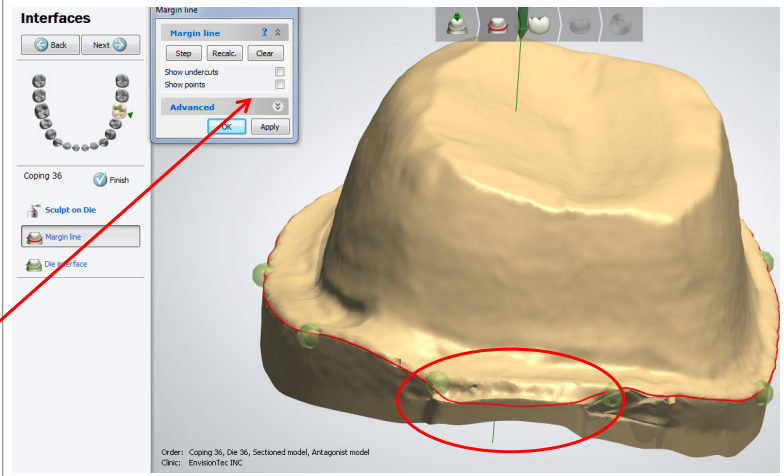 Interfaces
Back
Next
Coping 36
Finish
Sculpt on Die
Margin line
Die interface
Margin line
Margin line ?
Step
Recalc.
Clear
Show undercuts
Show points
Advanced
OK
Apply
Order: Coping 36, Die 36, Sectioned model, Antagonist model
Clinic: EnvisionTec INC